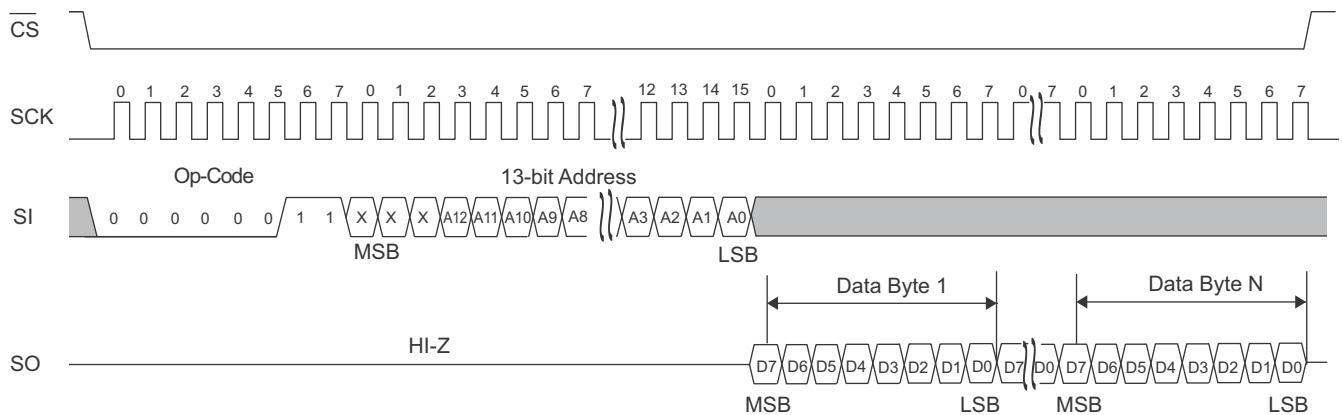 CS
0 1 2 3 4 5 6 7 0 1 2 3 4 5 6 7 12 13 14 15 0 1 2 3 4 5 6 7 0 7 0 1 2 3 4 5 6 7
SCK
Op-Code 13-bit Address
SI 0 0 0 0 0 0 1 1 X X X A12 A11 A10 A9 A8 A3 A2 A1 A0
MSB LSB
Data Byte 1 Data Byte N
HI-Z
SO D7 D6 D5 D4 D3 D2 D1 D0 D7 D0 D7 D6 D5 D4 D3 D2 D1 D0
MSB LSB MSB LSB